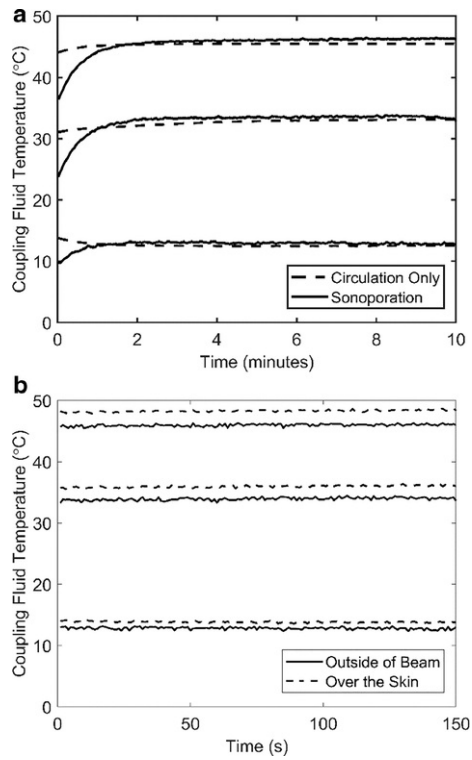 a
50
40
30
20
10
0
Coupling Fluid Temperature (°C)
Circulation Only
Sonoporation
0 2 4 6 8 10
Time (minutes)
b
50
40
30
20
10
0
Coupling Fluid Temperature (°C)
Outside of Beam
Over the Skin
0 50 100 150
Time (s)